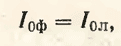 I₀ф = I₀л,